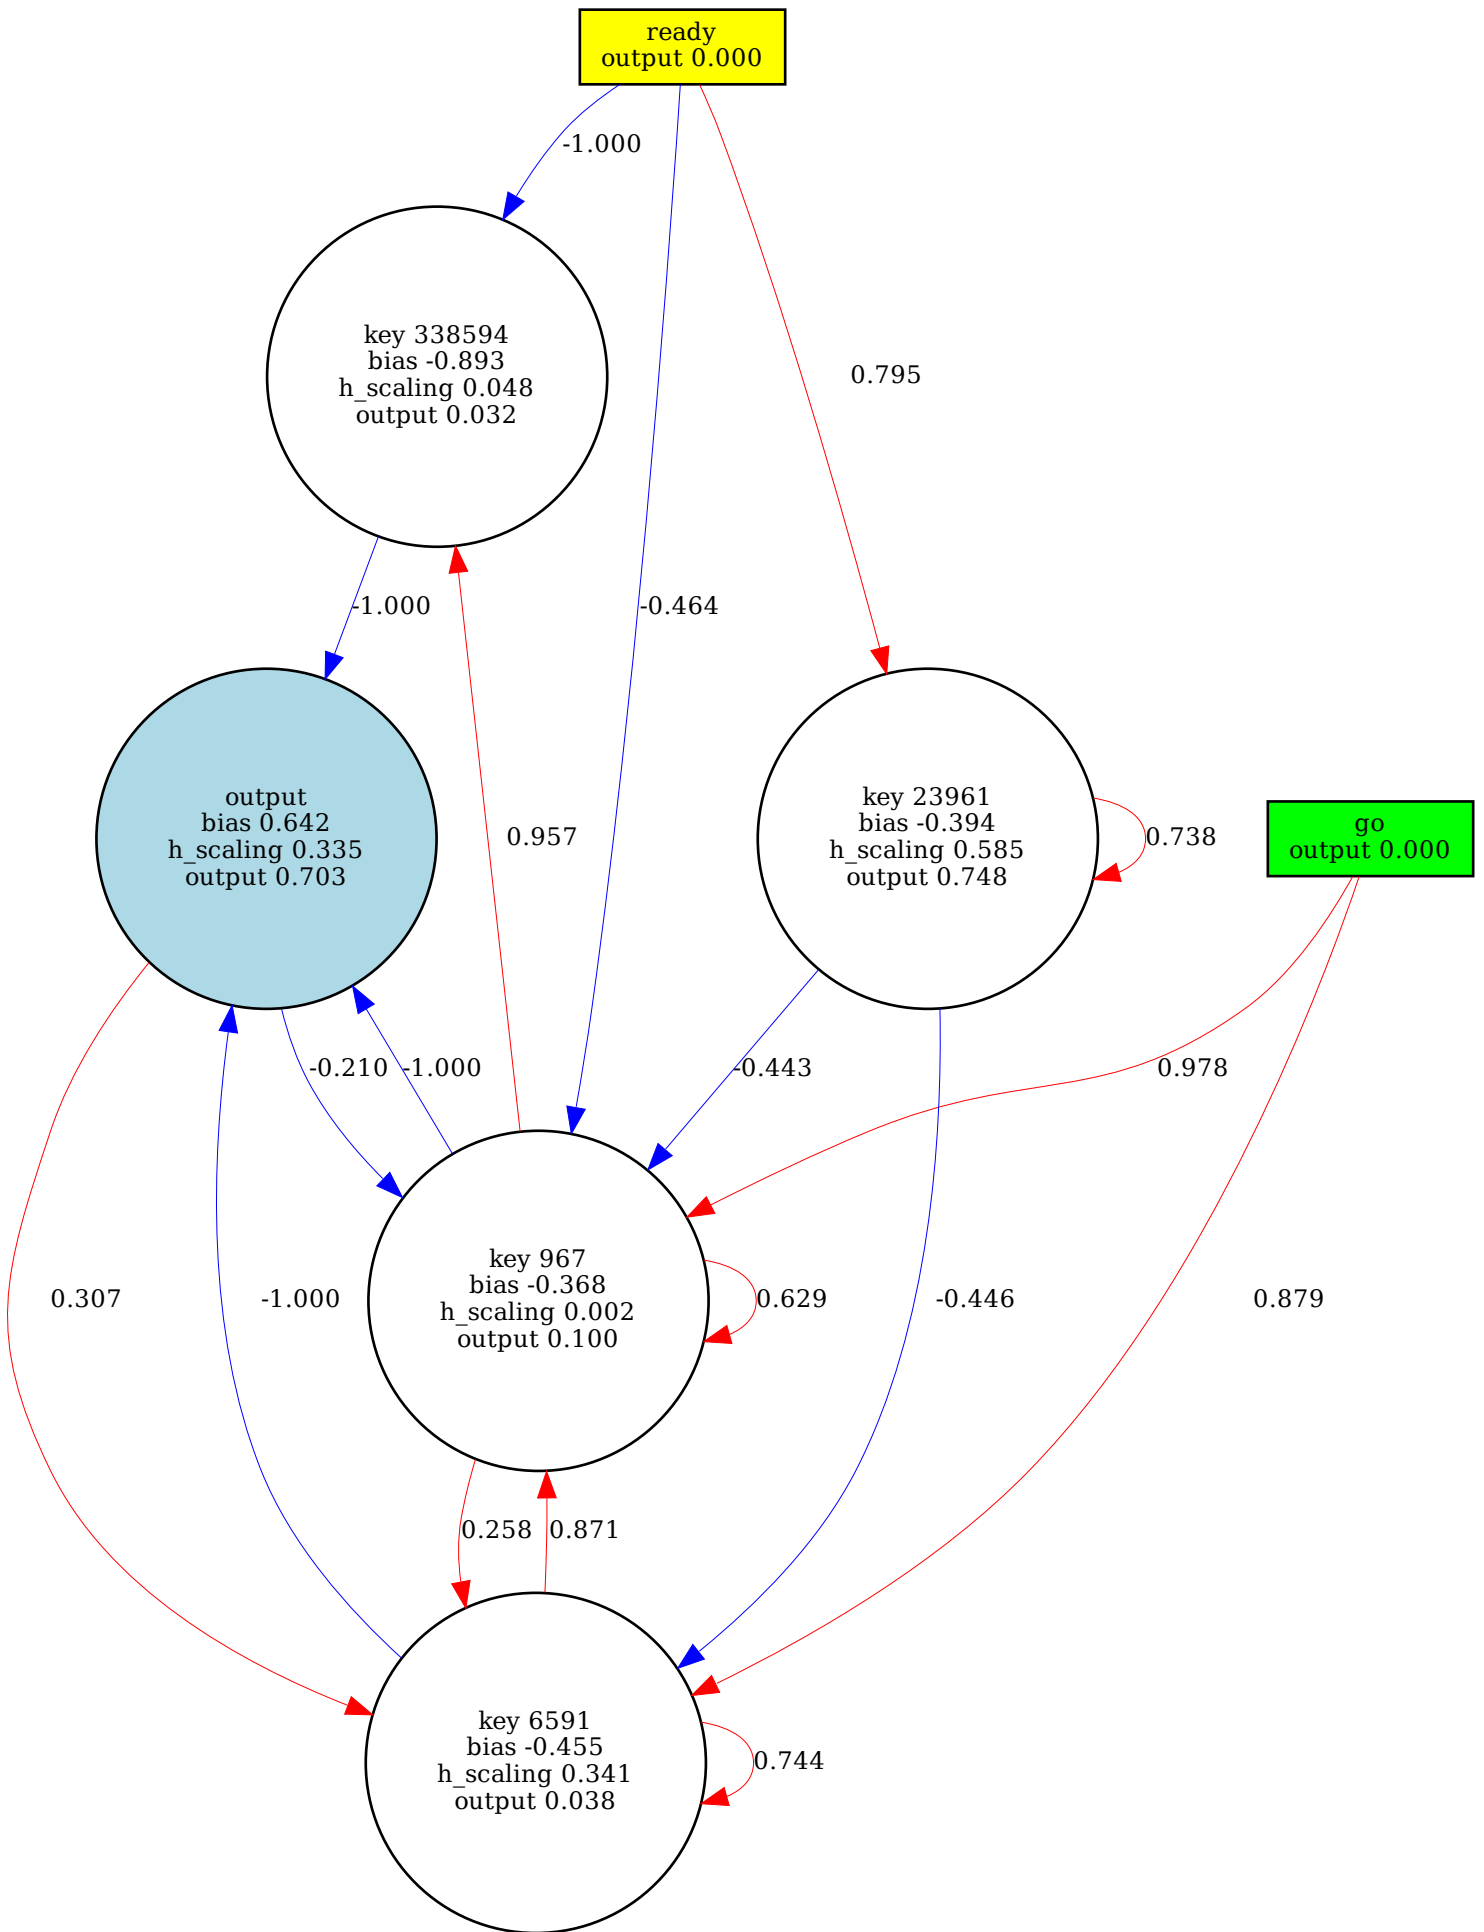 ready
output 0.000
-1.000
key 338594
bias -0.893
h_scaling 0.048
output 0.032
0.795
-1.000
-0.464
output
bias 0.642
h_scaling 0.335
output 0.703
0.957
key 23961
bias -0.394
h_scaling 0.585
output 0.748
0.738
go
output 0.000
-0.210
-1.000
-0.443
0.978
0.307
-1.000
key 967
bias -0.368
h_scaling 0.002
output 0.100
0.629
-0.446
0.879
0.258
0.871
key 6591
bias -0.455
h_scaling 0.341
output 0.038
0.744